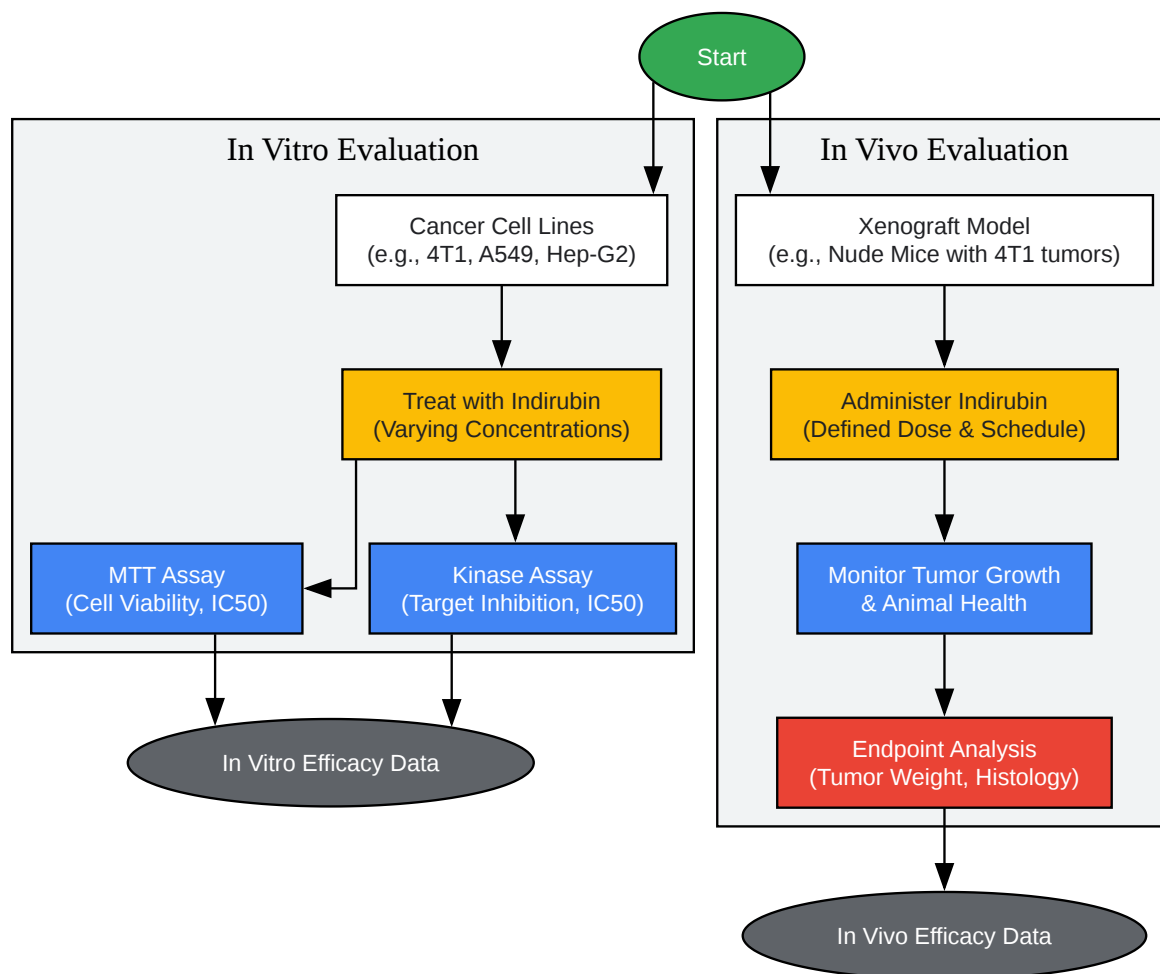 Start
In Vitro Evaluation
Cancer Cell Lines
(e.g., 4T1, A549, Hep-G2)
Treat with Indirubin
(Varying Concentrations)
MTT Assay
(Cell Viability, IC50)
Kinase Assay
(Target Inhibition, IC50)
In Vitro Efficacy Data
In Vivo Evaluation
Xenograft Model
(e.g., Nude Mice with 4T1 tumors)
Administer Indirubin
(Defined Dose & Schedule)
Monitor Tumor Growth
& Animal Health
Endpoint Analysis
(Tumor Weight, Histology)
In Vivo Efficacy Data